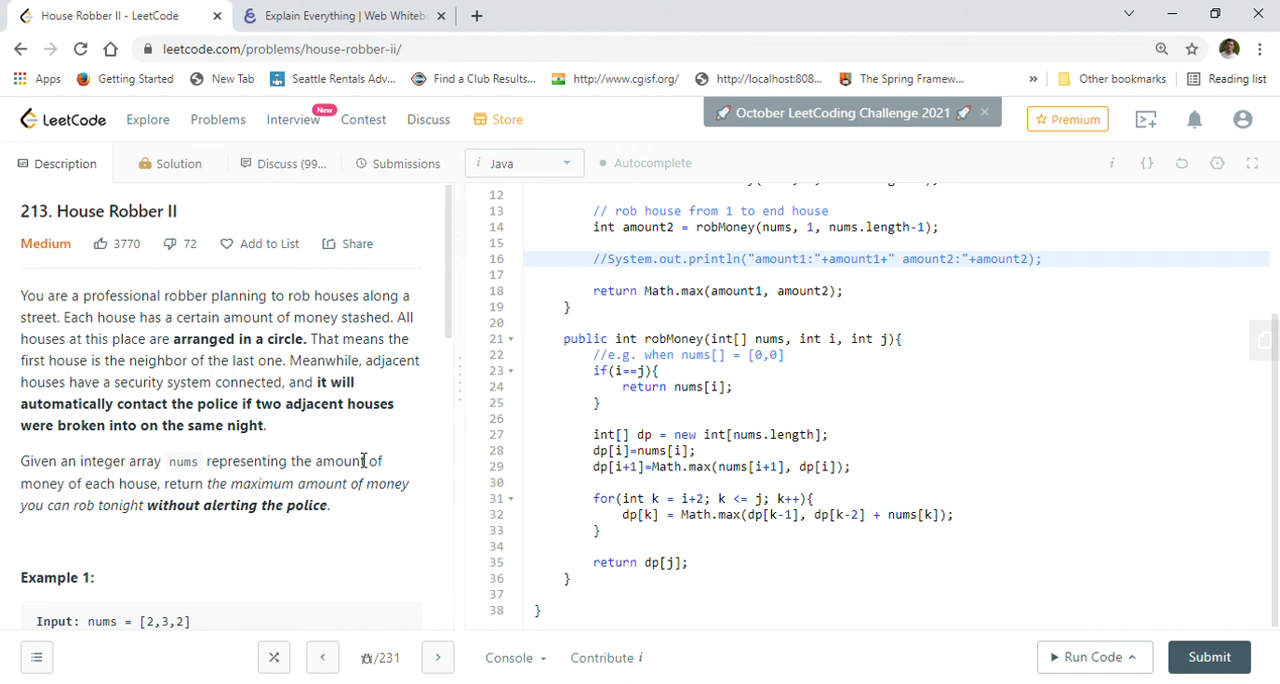 House Robber II - LeetCode
Explain Everything | Web Whitebo
leetcode.com/problems/house-robber-ii/
Apps Getting Started New Tab Seattle Rentals Adv... Find a Club Results... http://www.cgisf.org/ http://localhost:808... The Spring Framew... » Other bookmarks Reading list
LeetCode Explore Problems Interview New Contest Discuss Store October LeetCoding Challenge 2021 Premium
Description Solution Discuss (99... Submissions i Java Autocomplete
213. House Robber II
Medium 3770 72 Add to List Share
You are a professional robber planning to rob houses along a
street. Each house has a certain amount of money stashed. All
houses at this place are arranged in a circle. That means the
first house is the neighbor of the last one. Meanwhile, adjacent
houses have a security system connected, and it will
automatically contact the police if two adjacent houses
were broken into on the same night.
Given an integer array nums representing the amount of
money of each house, return the maximum amount of money
you can rob tonight without alerting the police.
Example 1:
Input: nums = [2,3,2]
12
13 // rob house from 1 to end house
14 int amount2 = robMoney(nums, 1, nums.length-1);
15
16 //System.out.println("amount1:"+amount1+" amount2:"+amount2);
17
18 return Math.max(amount1, amount2);
19 }
20
21 public int robMoney(int[] nums, int i, int j){
22 //e.g. when nums[] = [0,0]
23 if(i==j){
24 return nums[i];
25 }
26
27 int[] dp = new int[nums.length];
28 dp[i]=nums[i];
29 dp[i+1]=Math.max(nums[i+1], dp[i]);
30
31 for(int k = i+2; k <= j; k++){
32 dp[k] = Math.max(dp[k-1], dp[k-2] + nums[k]);
33 }
34
35 return dp[j];
36 }
37
38 }
/231 Console Contribute i Run Code Submit